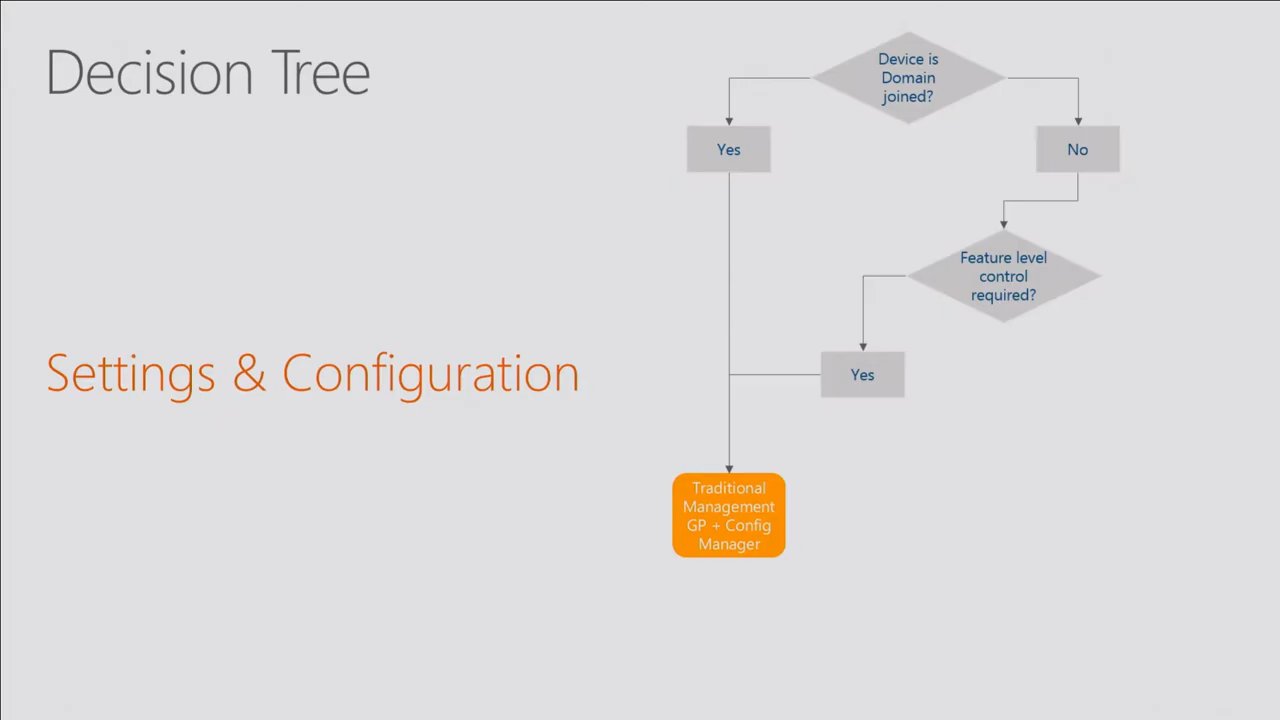 Decision Tree
Device is
Domain
joined?
Yes
No
Feature level
control
required?
Settings & Configuration
Yes
Traditional
Management
GP + Config
Manager